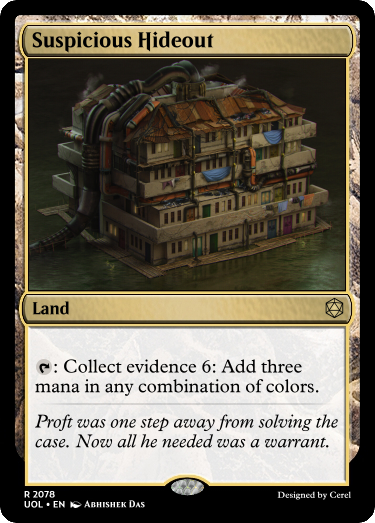 Suspicious Hideout
Land
: Collect evidence 6: Add three
mana in any combination of colors.
Proft was one step away from solving the
case. Now all he needed was a warrant.
R 2078
UOL • EN Abhishek Das
Designed by Cerel